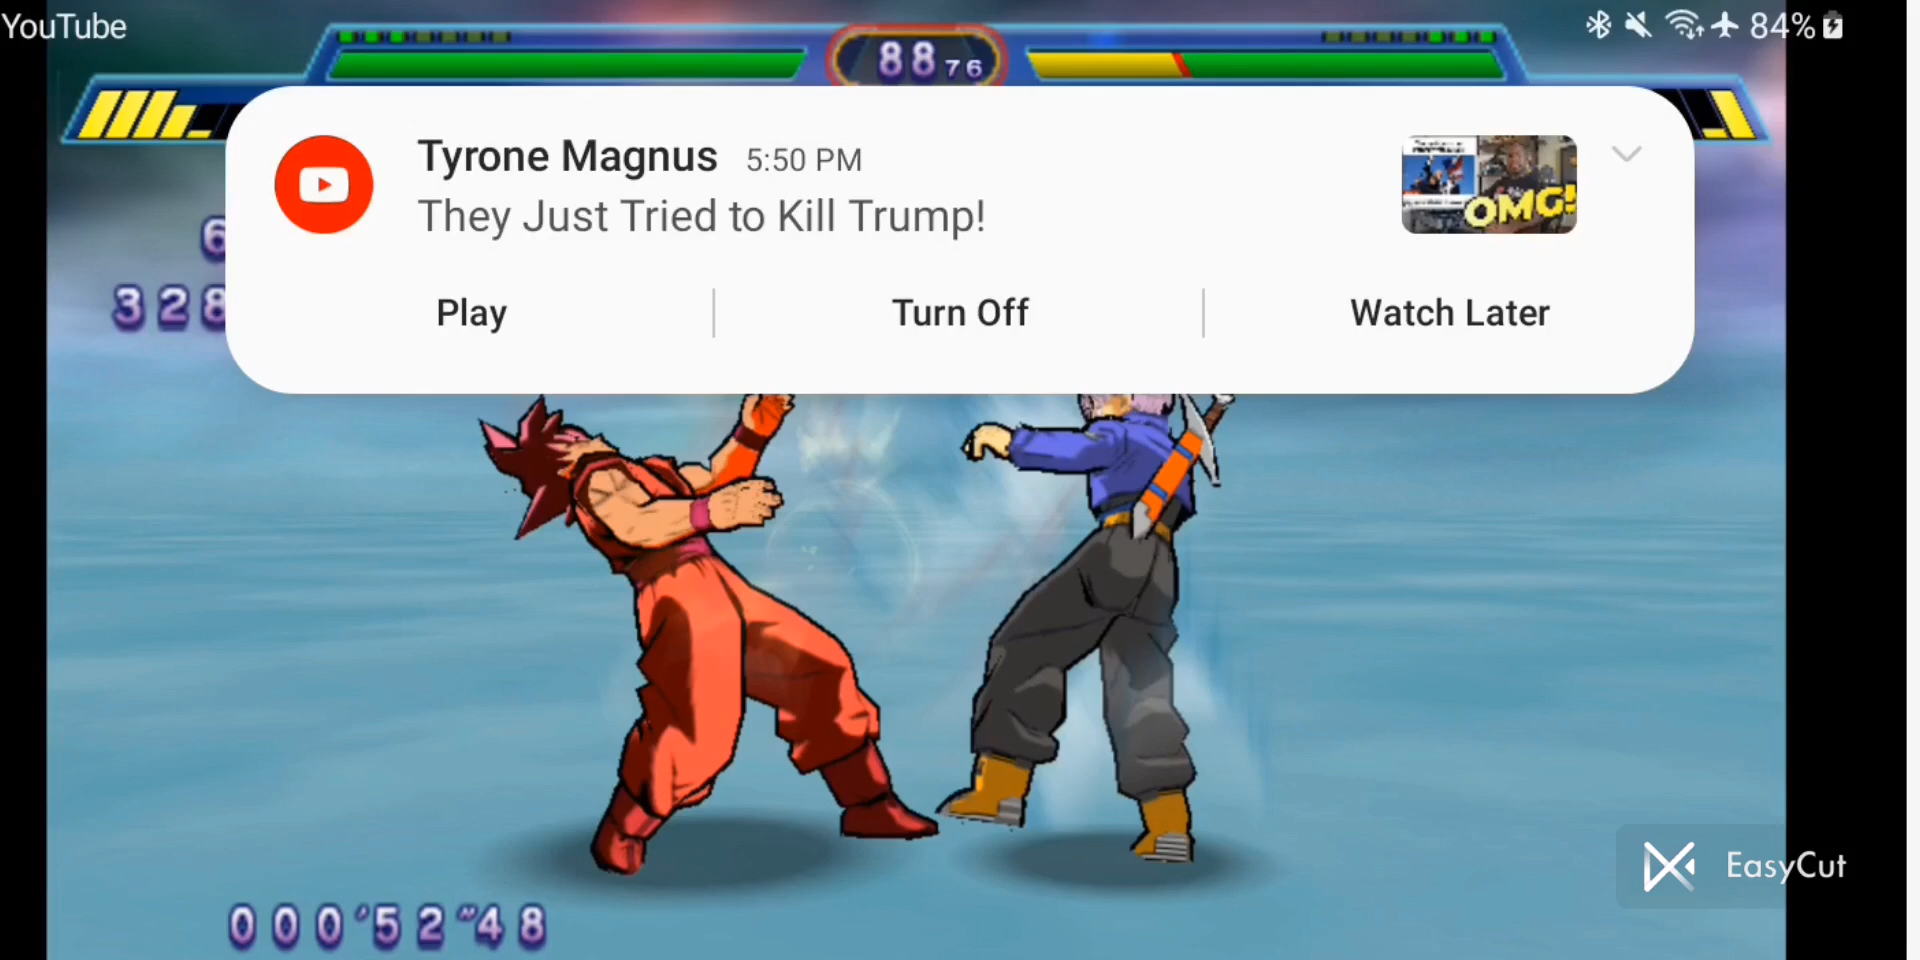 YouTube
84%
88 76
Tyrone Magnus 5:50 PM
They Just Tried to Kill Trump!
OMG!
6
328
Play
Turn Off
Watch Later
EasyCut
000'52"48